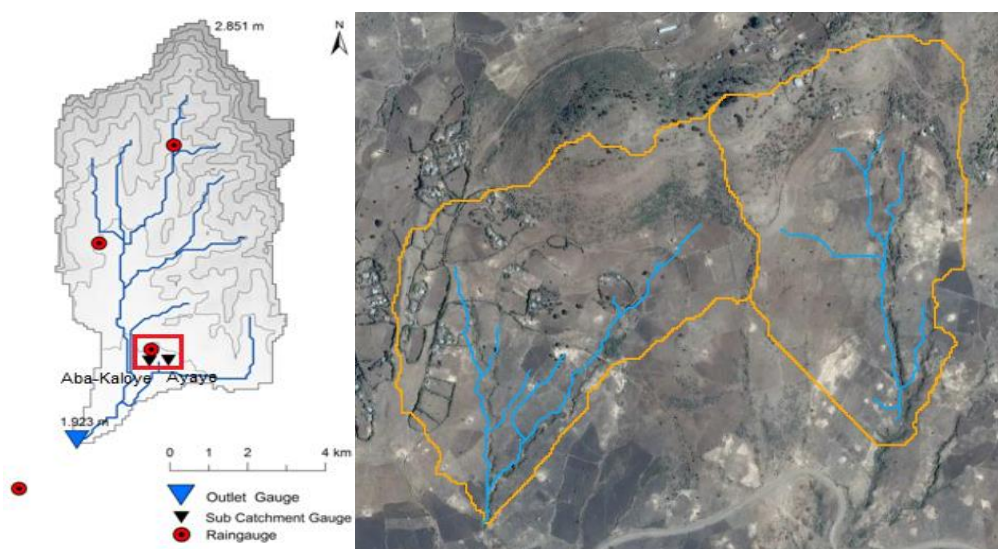 2.851 m
N
Aba-Kaloye Ayaye
1.923 m
0 1 2 4 km
Outlet Gauge
Sub Catchment Gauge
Raingauge